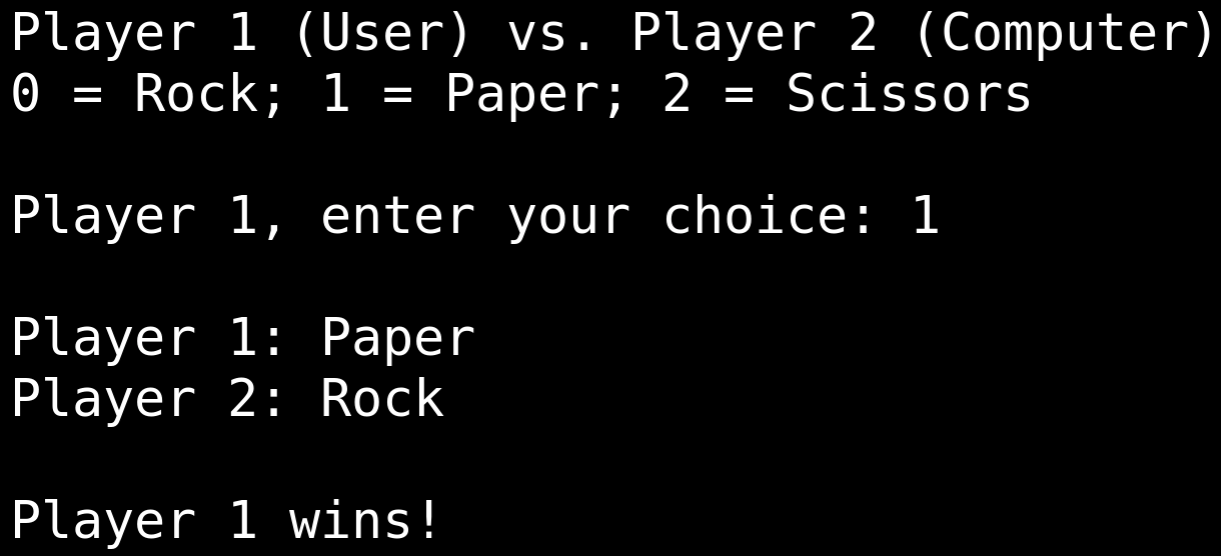 Player 1 (User) vs. Player 2 (Computer)
0 = Rock; 1 = Paper; 2 = Scissors
Player 1, enter your choice: 1
Player 1: Paper
Player 2: Rock
Player 1 wins!